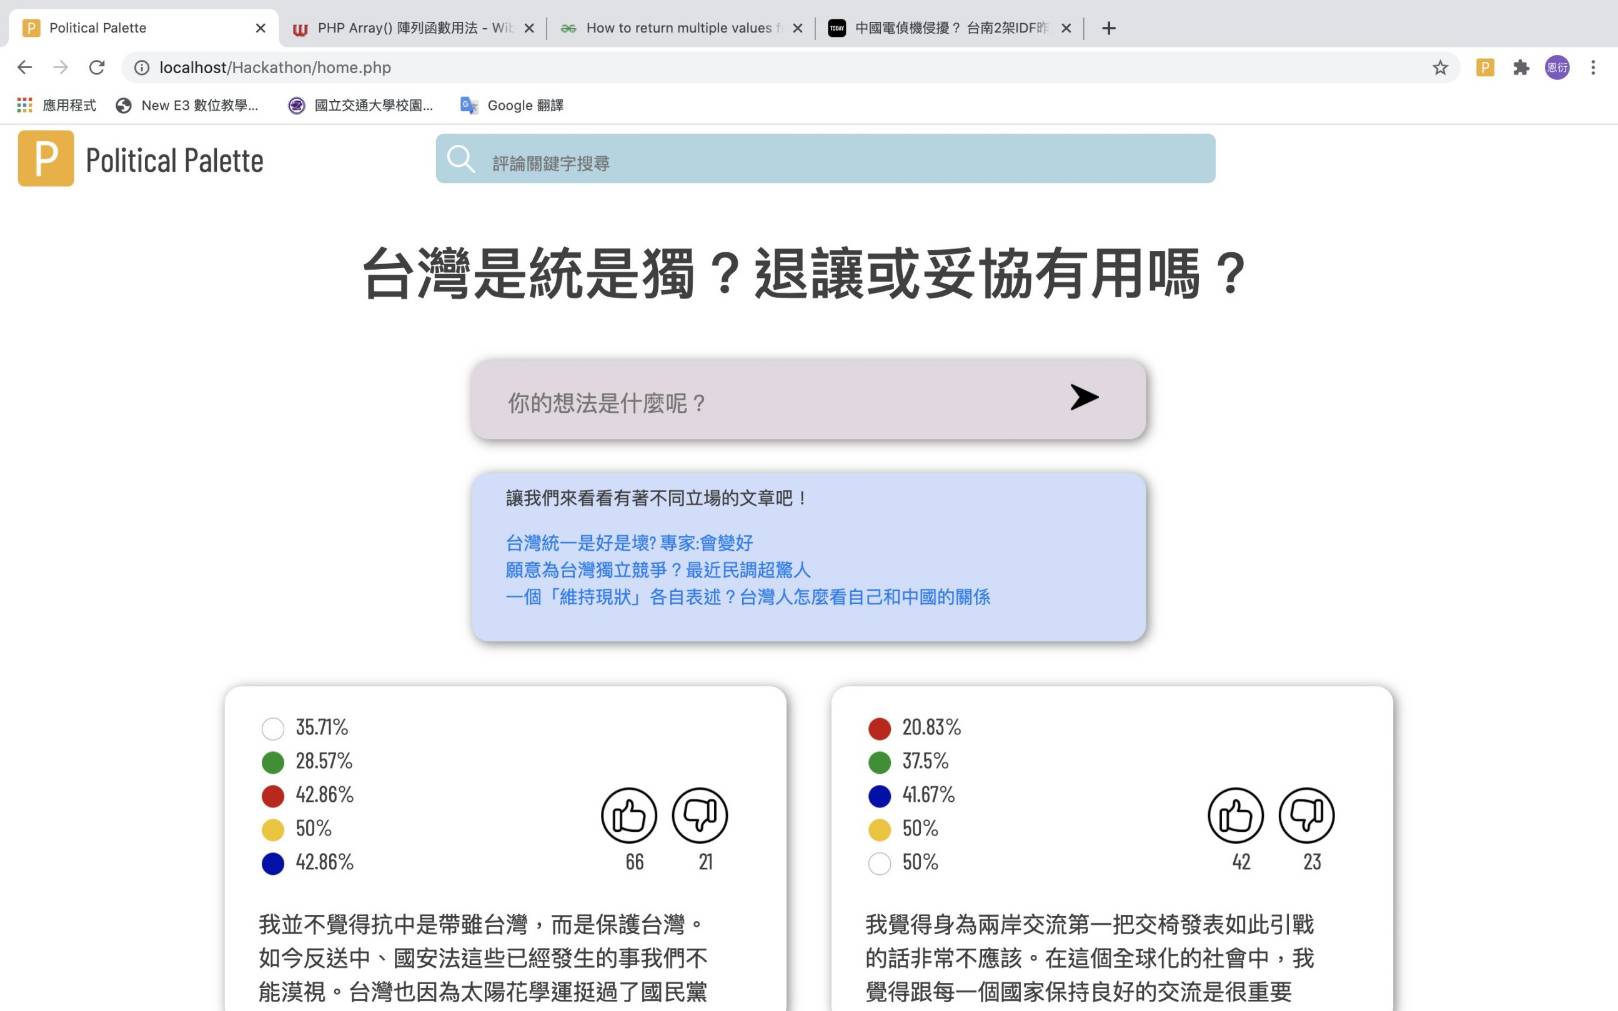 Political Palette
PHP Array() 陣列函數用法 - Wib
How to return multiple values f
中國電偵機侵擾？ 台南2架IDF昨
localhost/Hackathon/home.php
P
恩衍
應用程式
New E3 數位教學...
國立交通大學校園...
Google 翻譯
P Political Palette
評論關鍵字搜尋
台灣是統是獨？退讓或妥協有用嗎？
你的想法是什麼呢？
讓我們來看看有著不同立場的文章吧！
台灣統一是好是壞? 專家:會變好
願意為台灣獨立競爭？最近民調超驚人
一個「維持現狀」各自表述？台灣人怎麼看自己和中國的關係
35.71%
28.57%
42.86%
50%
42.86%
66 21
我並不覺得抗中是帶雖台灣，而是保護台灣。
如今反送中、國安法這些已經發生的事我們不
能漠視。台灣也因為太陽花學運挺過了國民黨
20.83%
37.5%
41.67%
50%
50%
42 23
我覺得身為兩岸交流第一把交椅發表如此引戰
的話非常不應該。在這個全球化的社會中，我
覺得跟每一個國家保持良好的交流是很重要